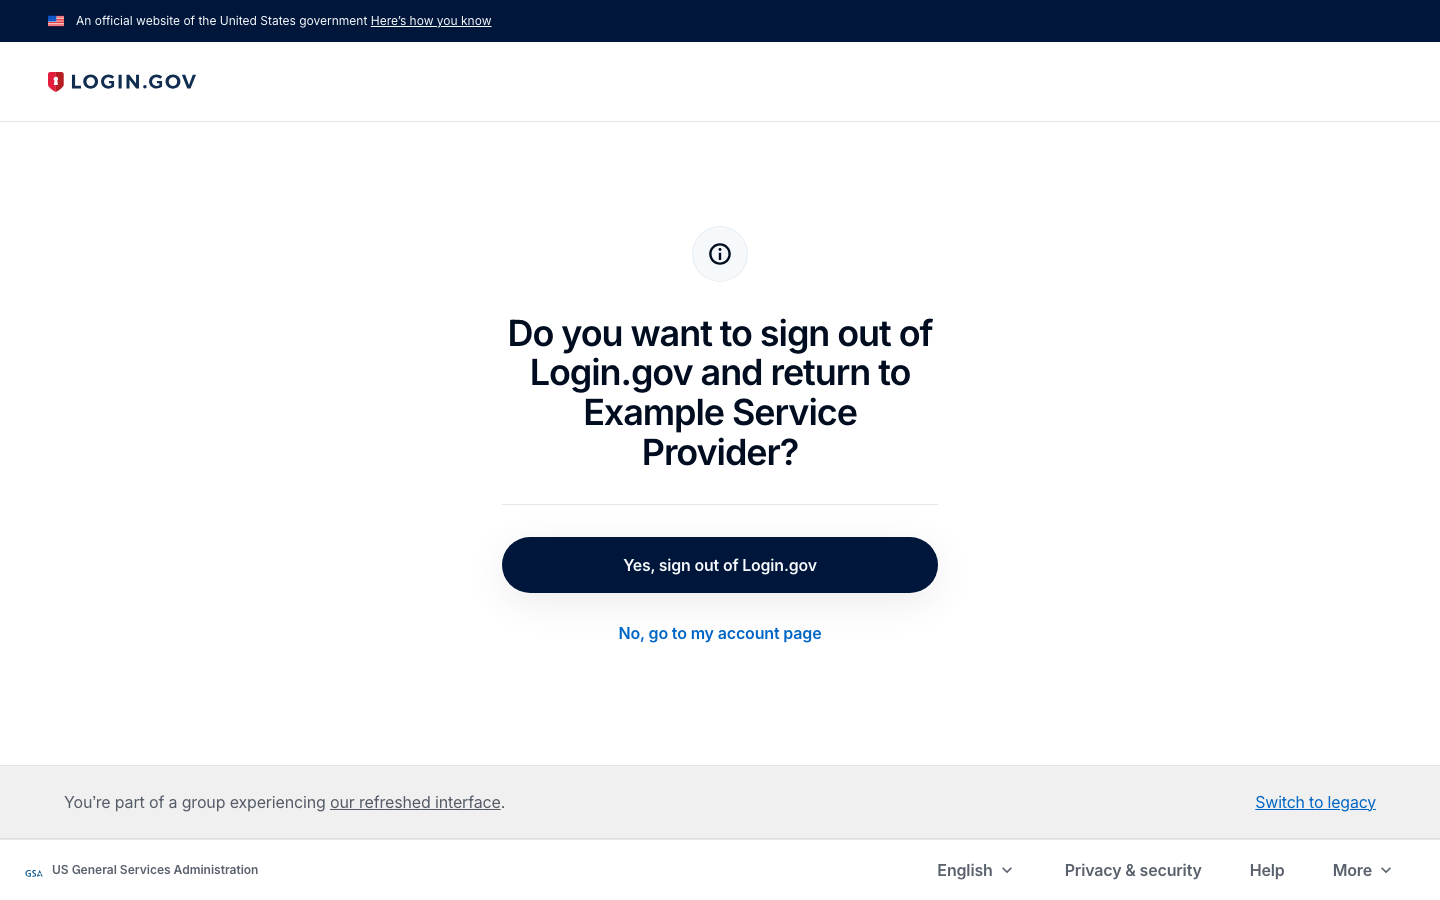 An official website of the United States government Here’s how you know
LOGIN.GOV
Do you want to sign out of
Login.gov and return to
Example Service
Provider?
Yes, sign out of Login.gov
No, go to my account page
You’re part of a group experiencing our refreshed interface.
Switch to legacy
GSA US General Services Administration
English
Privacy & security
Help
More